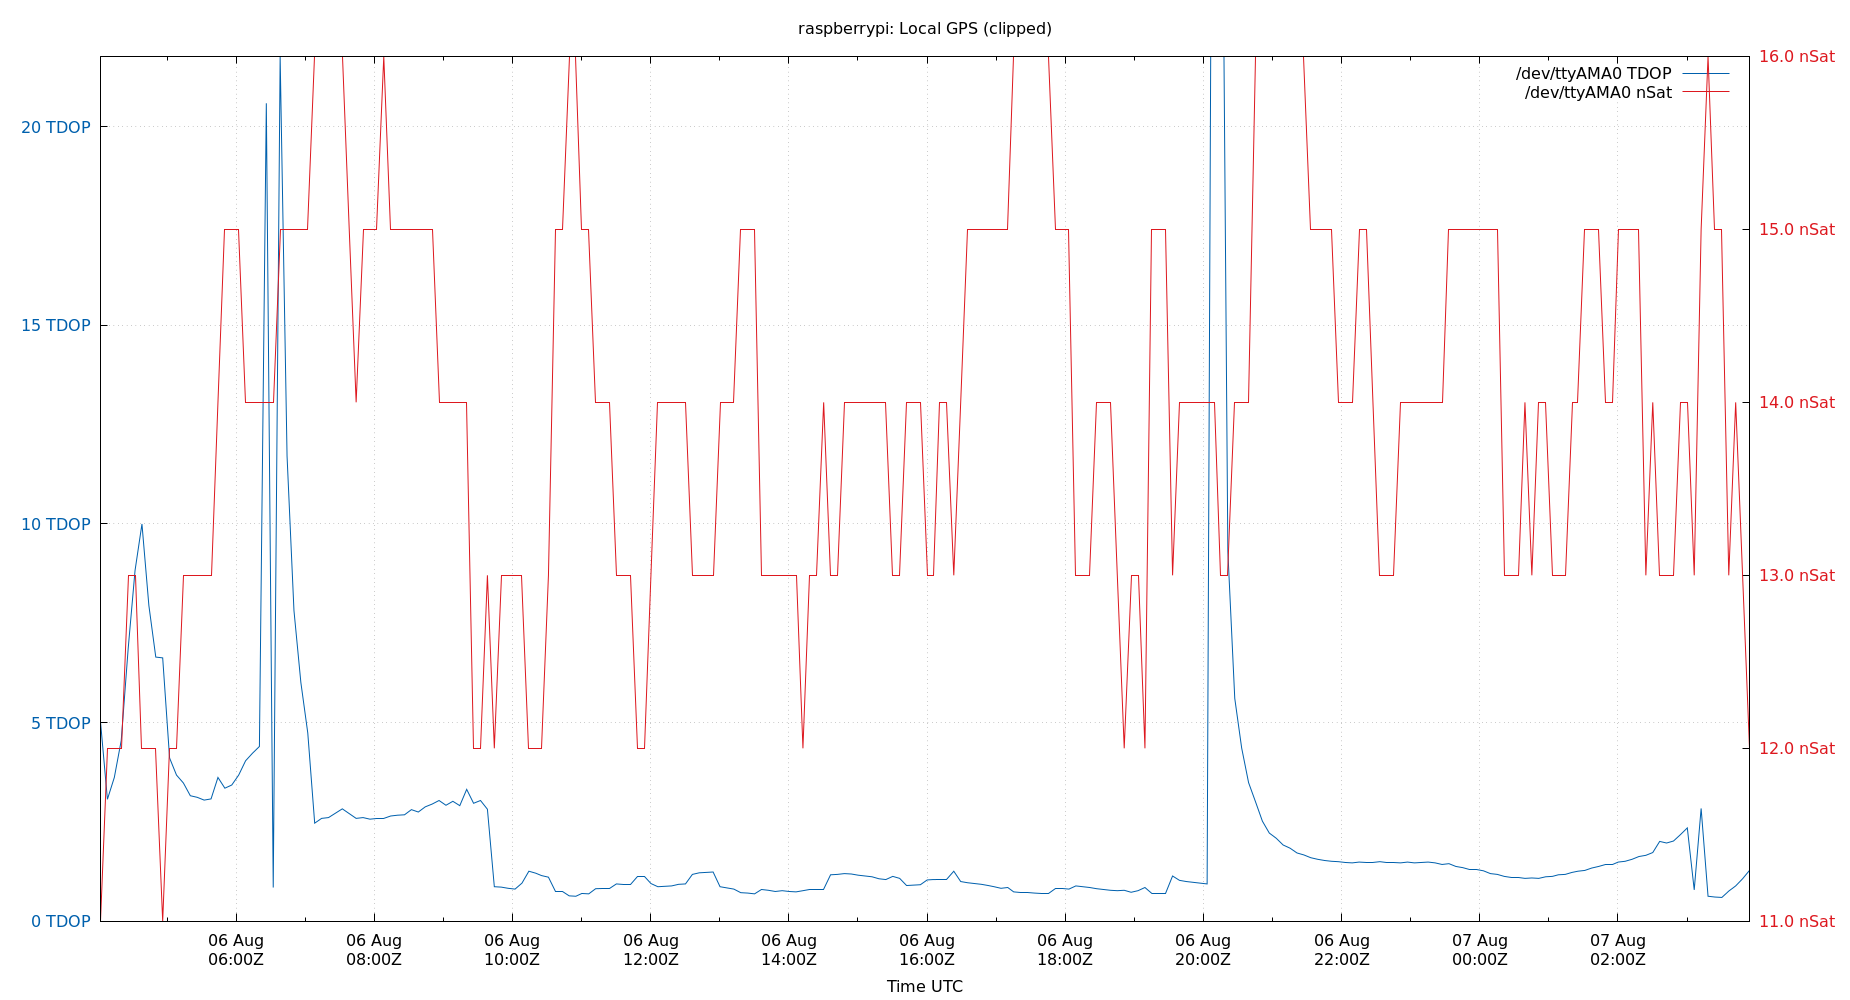 raspberrypi: Local GPS (clipped)
/dev/ttyAMA0 TDOP
/dev/ttyAMA0 nSat
20 TDOP
15 TDOP
10 TDOP
5 TDOP
0 TDOP
16.0 nSat
15.0 nSat
14.0 nSat
13.0 nSat
12.0 nSat
11.0 nSat
06 Aug
06:00Z
06 Aug
08:00Z
06 Aug
10:00Z
06 Aug
12:00Z
06 Aug
14:00Z
06 Aug
16:00Z
06 Aug
18:00Z
06 Aug
20:00Z
06 Aug
22:00Z
07 Aug
00:00Z
07 Aug
02:00Z
Time UTC